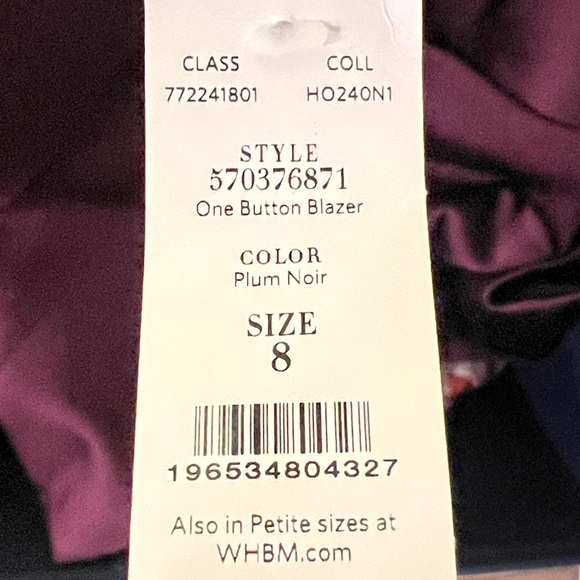 CLASS COLL
772241801 HO240N1
STYLE
570376871
One Button Blazer
COLOR
Plum Noir
SIZE
8
196534804327
Also in Petite sizes at
WHBM.com